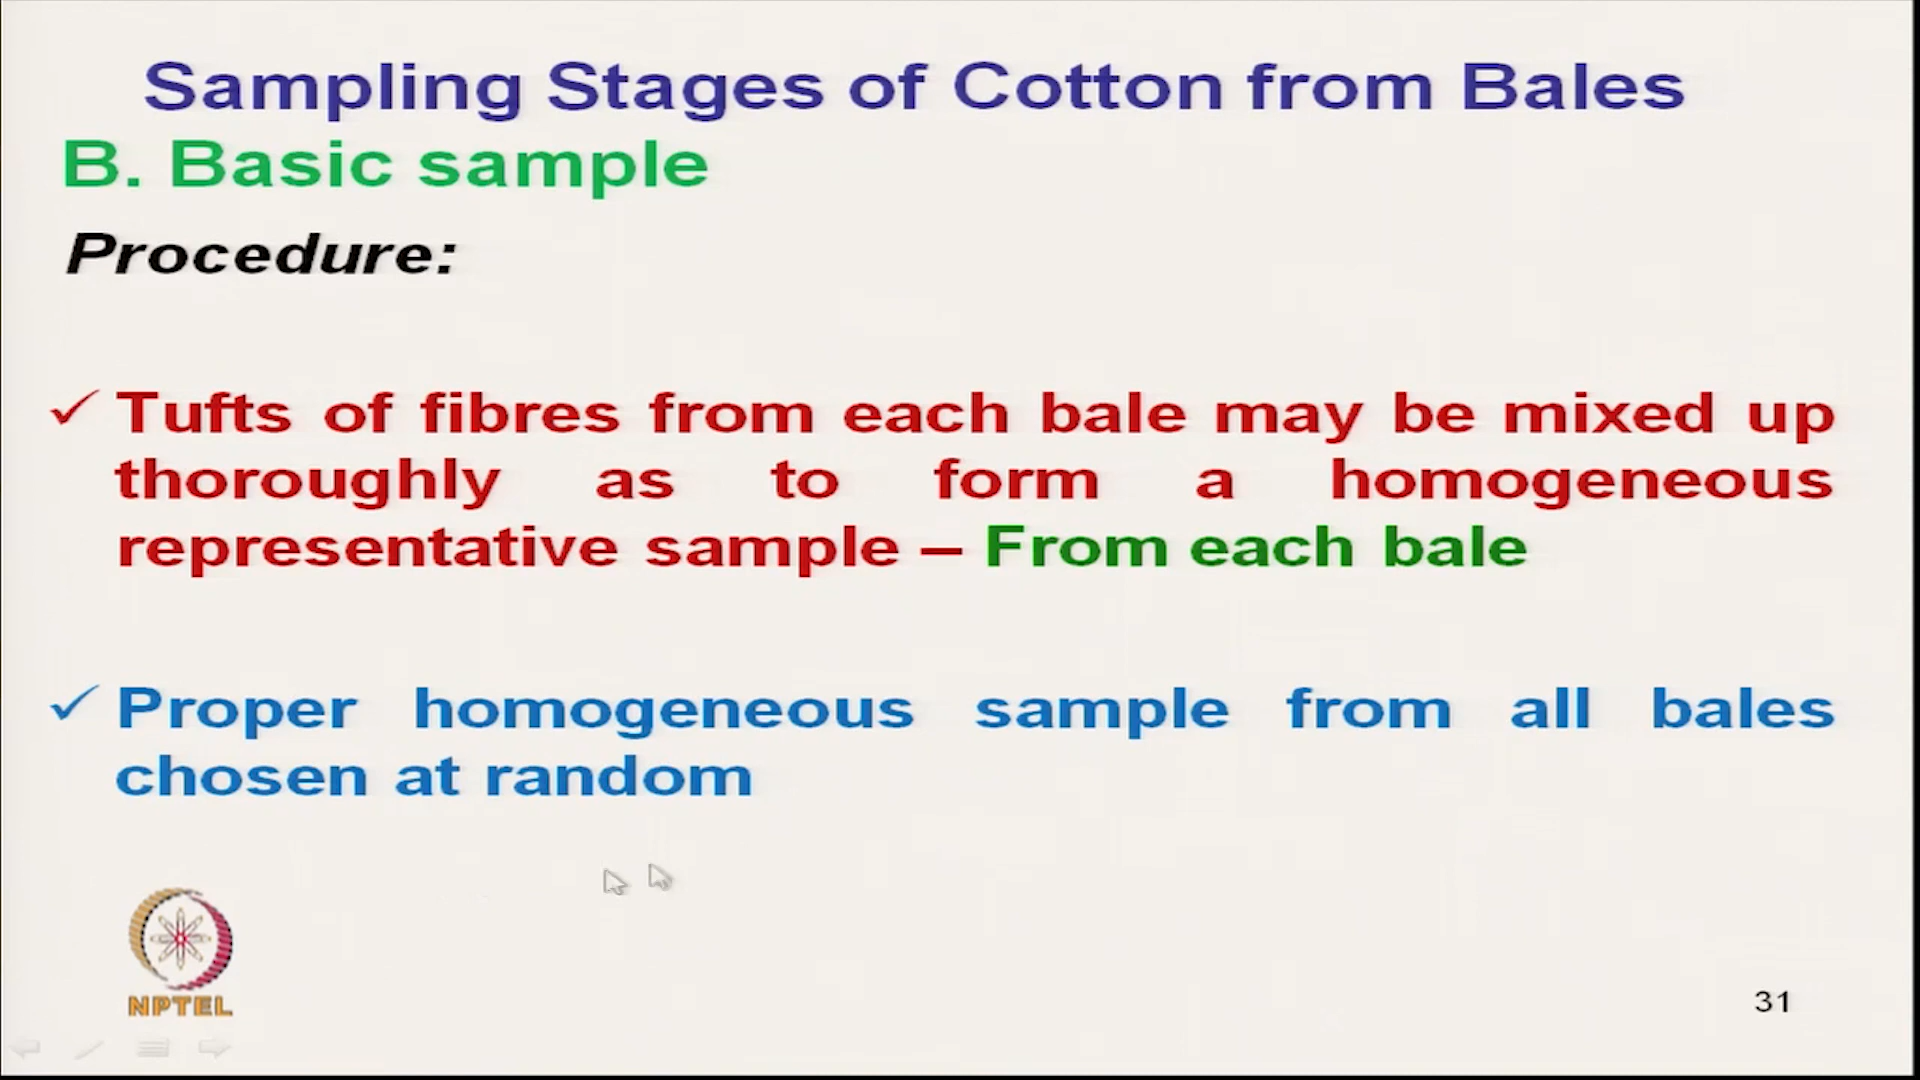 Sampling Stages of Cotton from Bales
B. Basic sample
Procedure:
✓ Tufts of fibres from each bale may be mixed up
thoroughly as to form a homogeneous
representative sample – From each bale
✓ Proper homogeneous sample from all bales
chosen at random
NPTEL
31